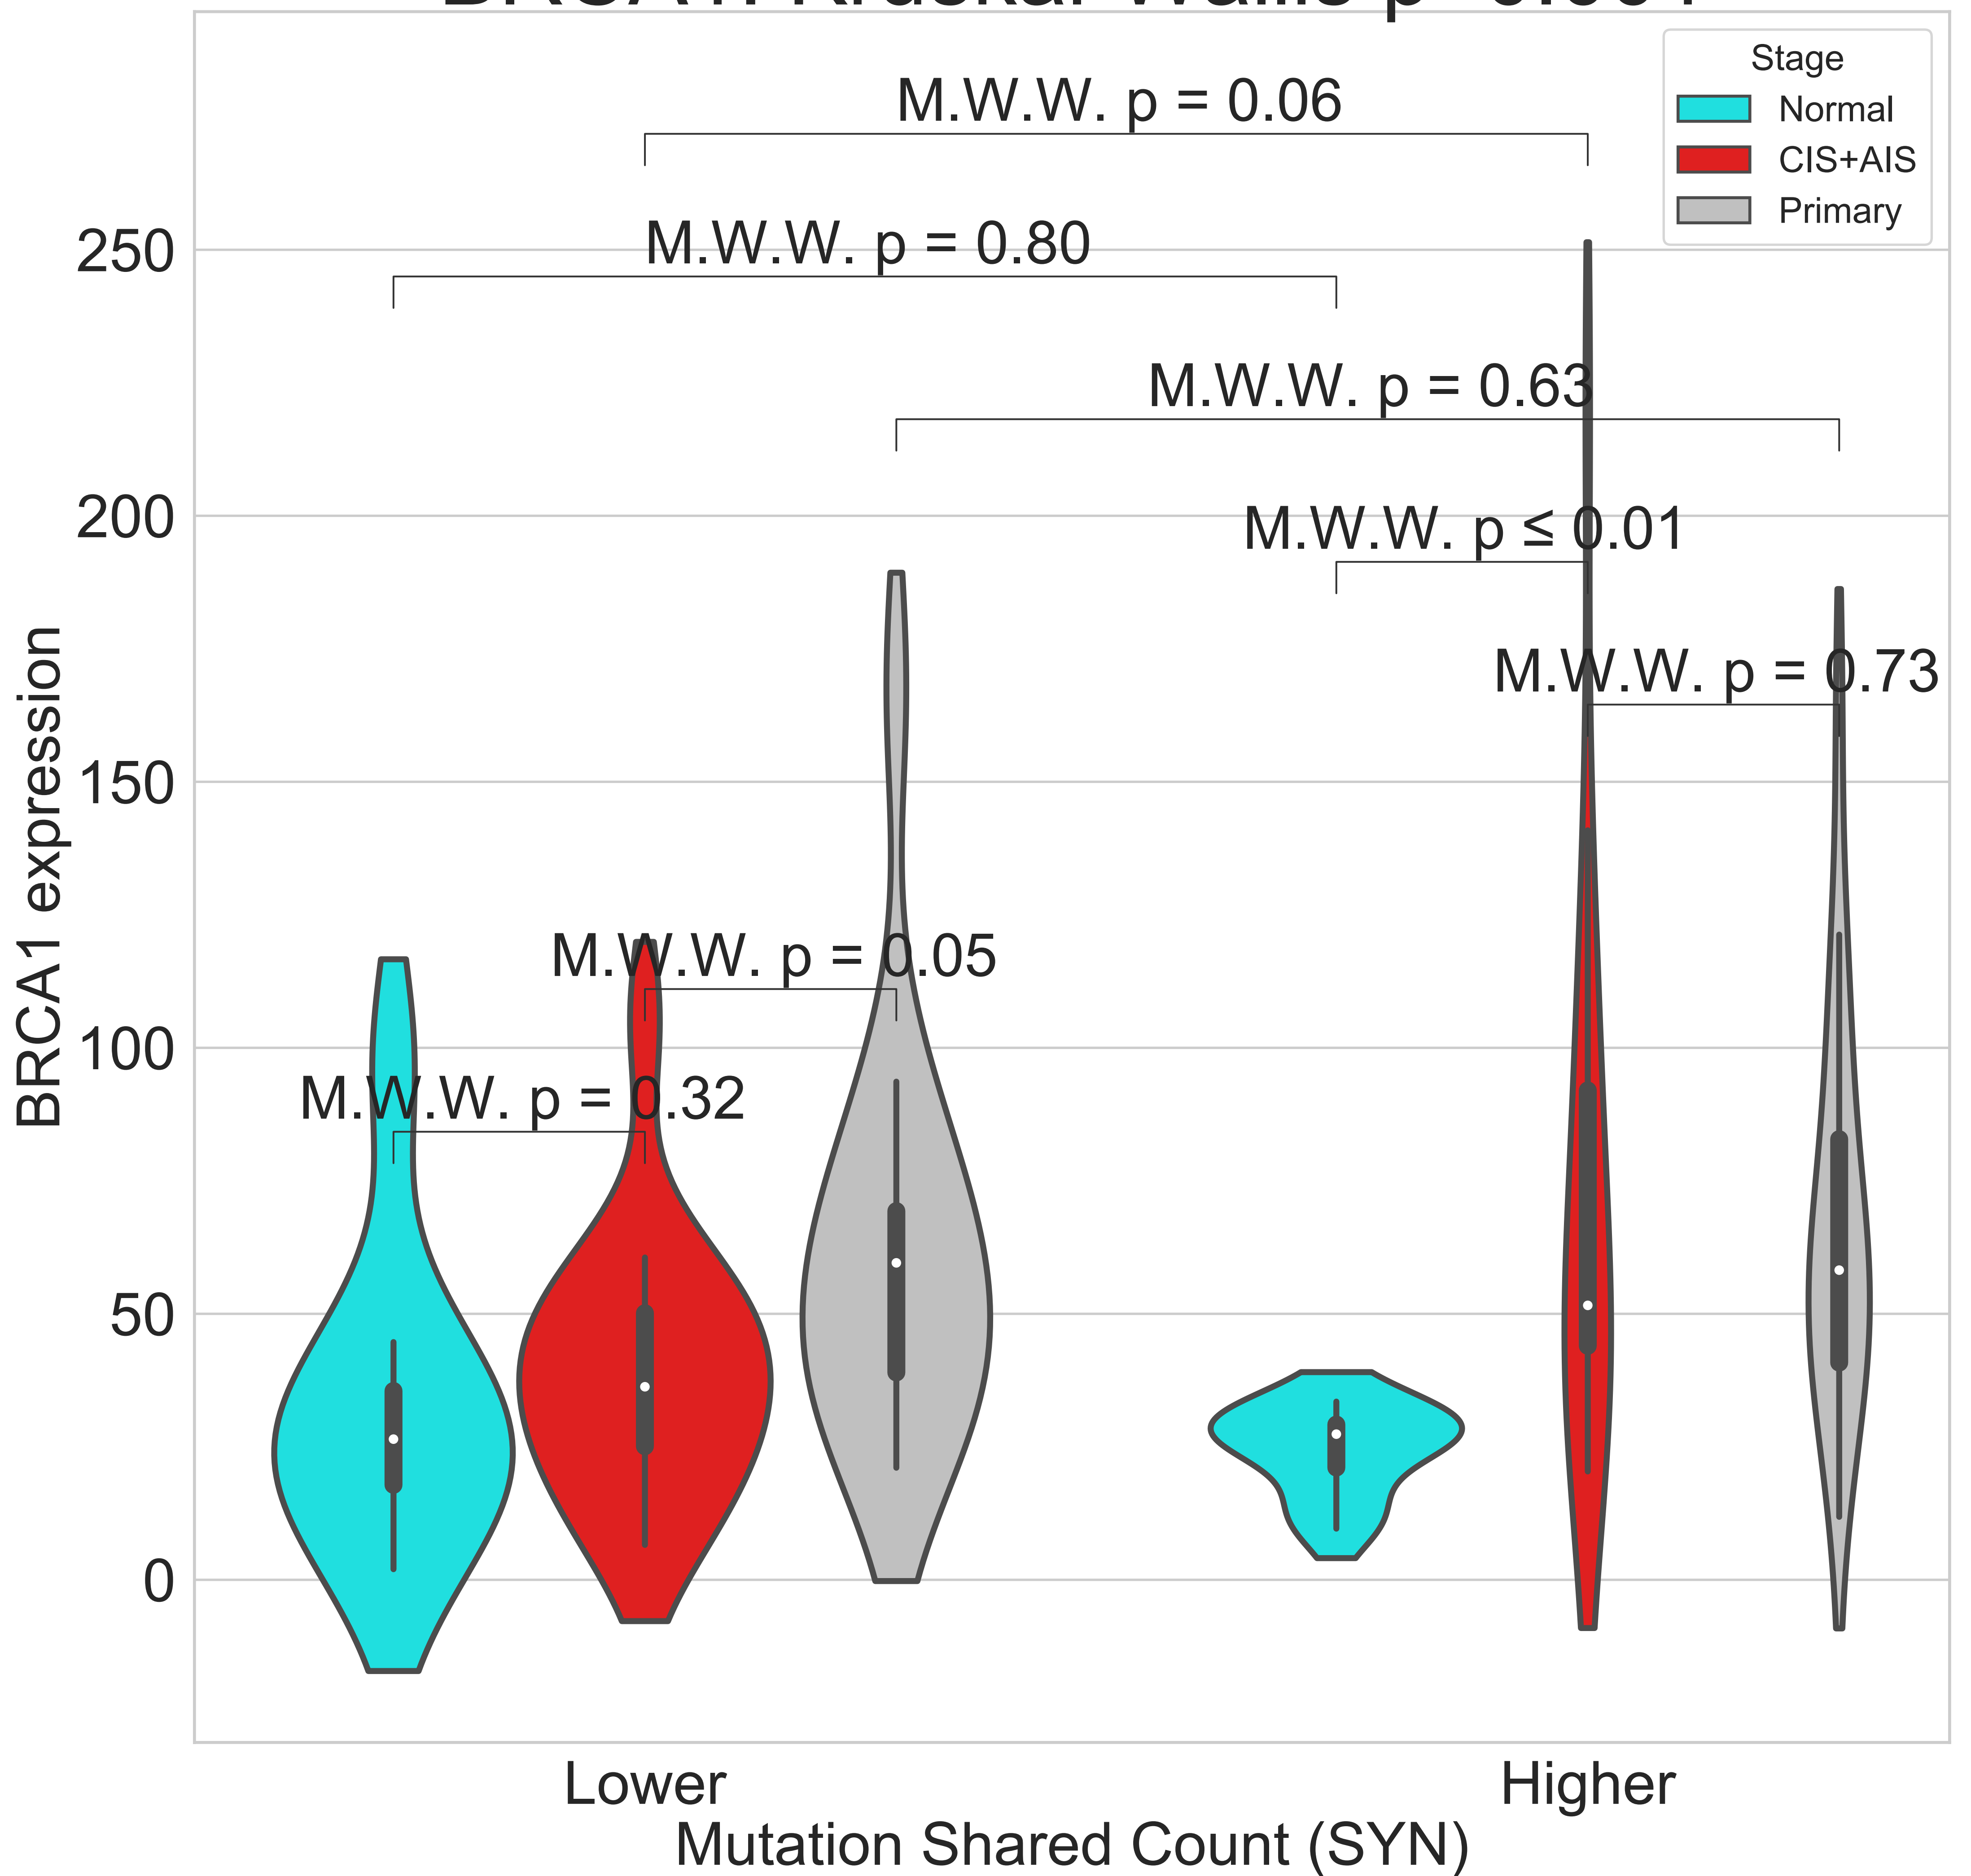 Stage
Normal
CIS+AIS
Primary
M.W.W. p = 0.06
M.W.W. p = 0.80
M.W.W. p = 0.63
M.W.W. p ≤ 0.01
M.W.W. p = 0.73
M.W.W. p = 0.05
M.W.W. p = 0.32
250
200
150
100
50
0
BRCA1 expression
Lower
Higher
Mutation Shared Count (SYN)